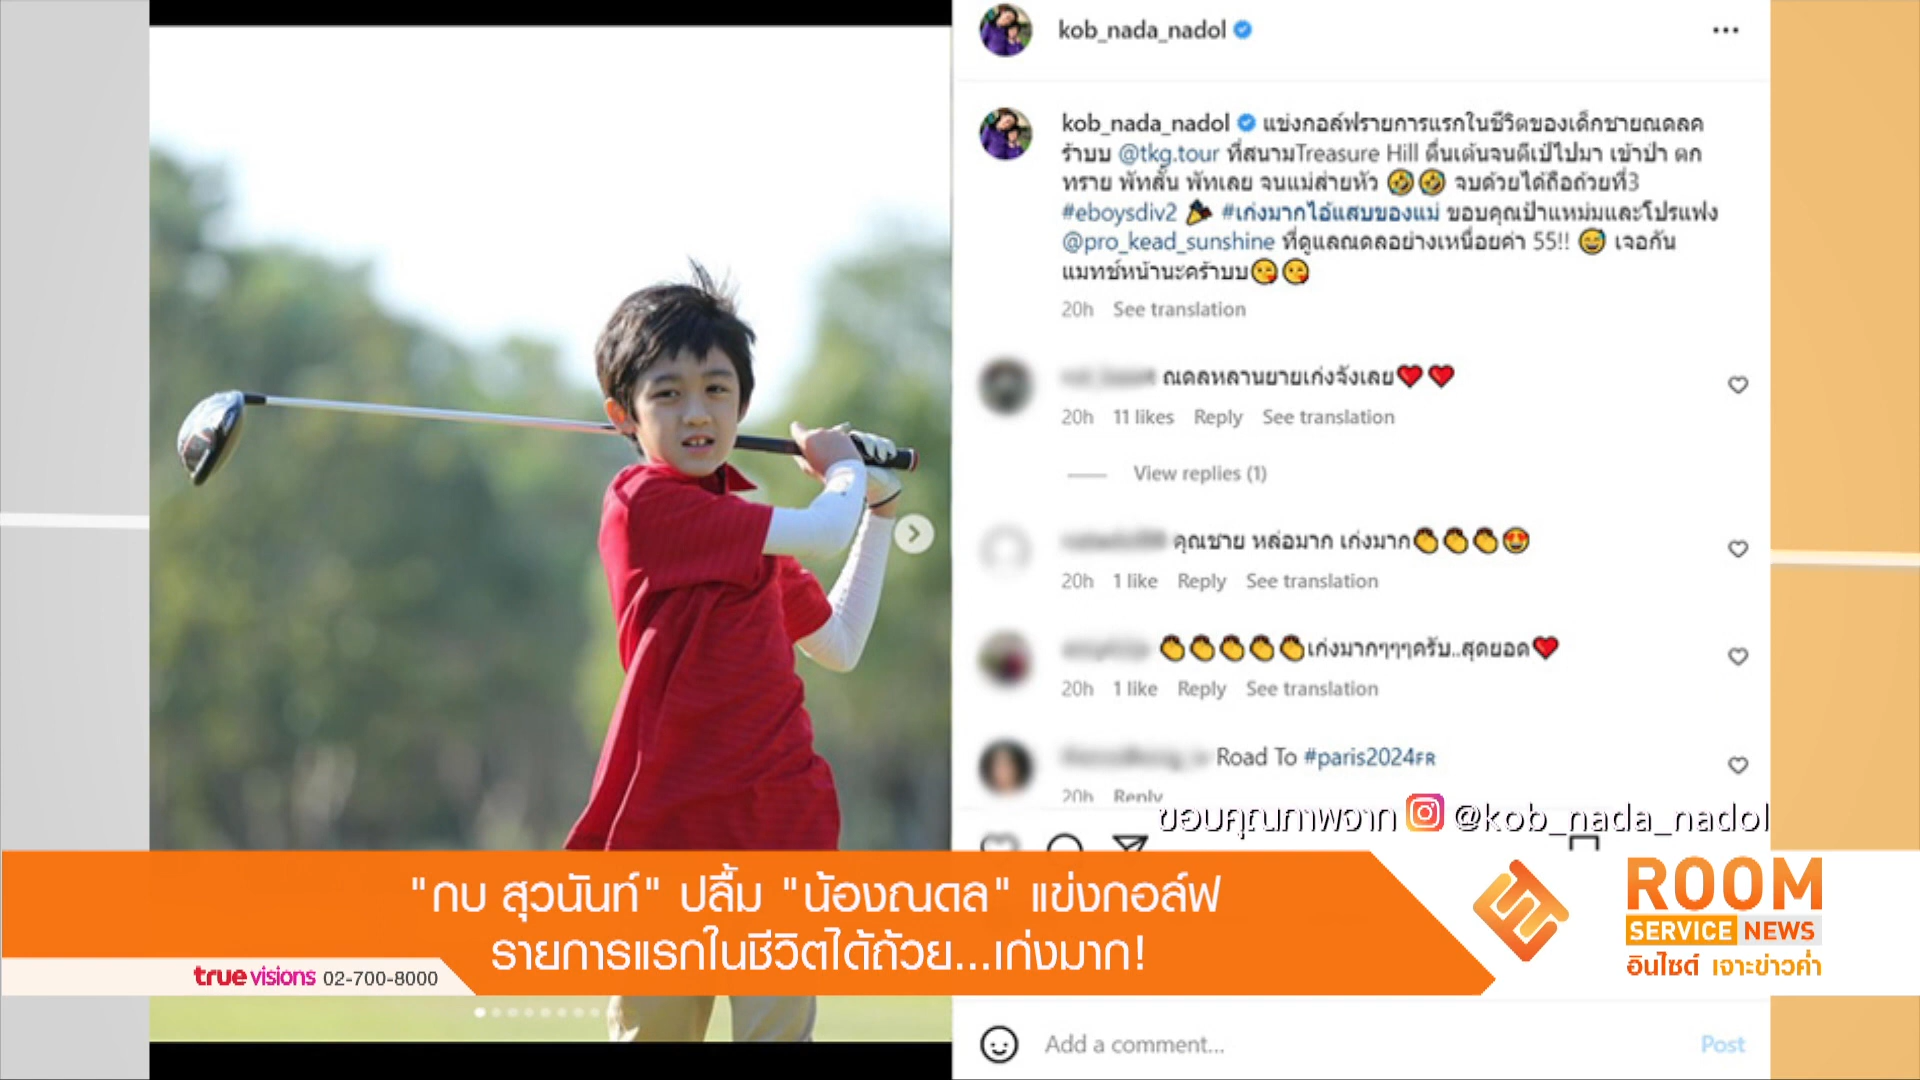 kob_nada_nadol
kob_nada_nadol แข่งกอล์ฟรายการแรกในชีวิตของเด็กชายณดลค
ร้าบบ @tkg.tour ที่สนามTreasure Hill ตื่นเต้นจนตีเป๋ไปมา เข้าป่า ตก
ทราย พัทสั้น พัทเลย จนแม่ส่ายหัว 🤣🤣 จบด้วยได้ถือถ้วยที่3
#eboysdiv2 🎉 #เก่งมากไอ้แสบของแม่ ขอบคุณป้าแหม่มและโปรแฟง
@pro_kead_sunshine ที่ดูแลณดลอย่างเหนื่อยค่า 55!! 😅 เจอกัน
แมทช์หน้านะคร้าบบ😘😘
20h See translation
ณดลหลานยายเก่งจังเลย❤️❤️
20h 11 likes Reply See translation
View replies (1)
คุณชาย หล่อมาก เก่งมาก👏👏👏😍
20h 1 like Reply See translation
👏👏👏👏👏เก่งมากๆๆๆครับ..สุดยอด❤️
20h 1 like Reply See translation
Road To #paris2024🇫🇷
20h Reply
ขอบคุณภาพจาก @kob_nada_nadol
"กบ สุวนันท์" ปลื้ม "น้องณดล" แข่งกอล์ฟ
รายการแรกในชีวิตได้ถ้วย...เก่งมาก!
truevisions 02-700-8000
ROOM
SERVICE NEWS
อินไซด์ เจาะข่าวค่ำ
Add a comment...
Post